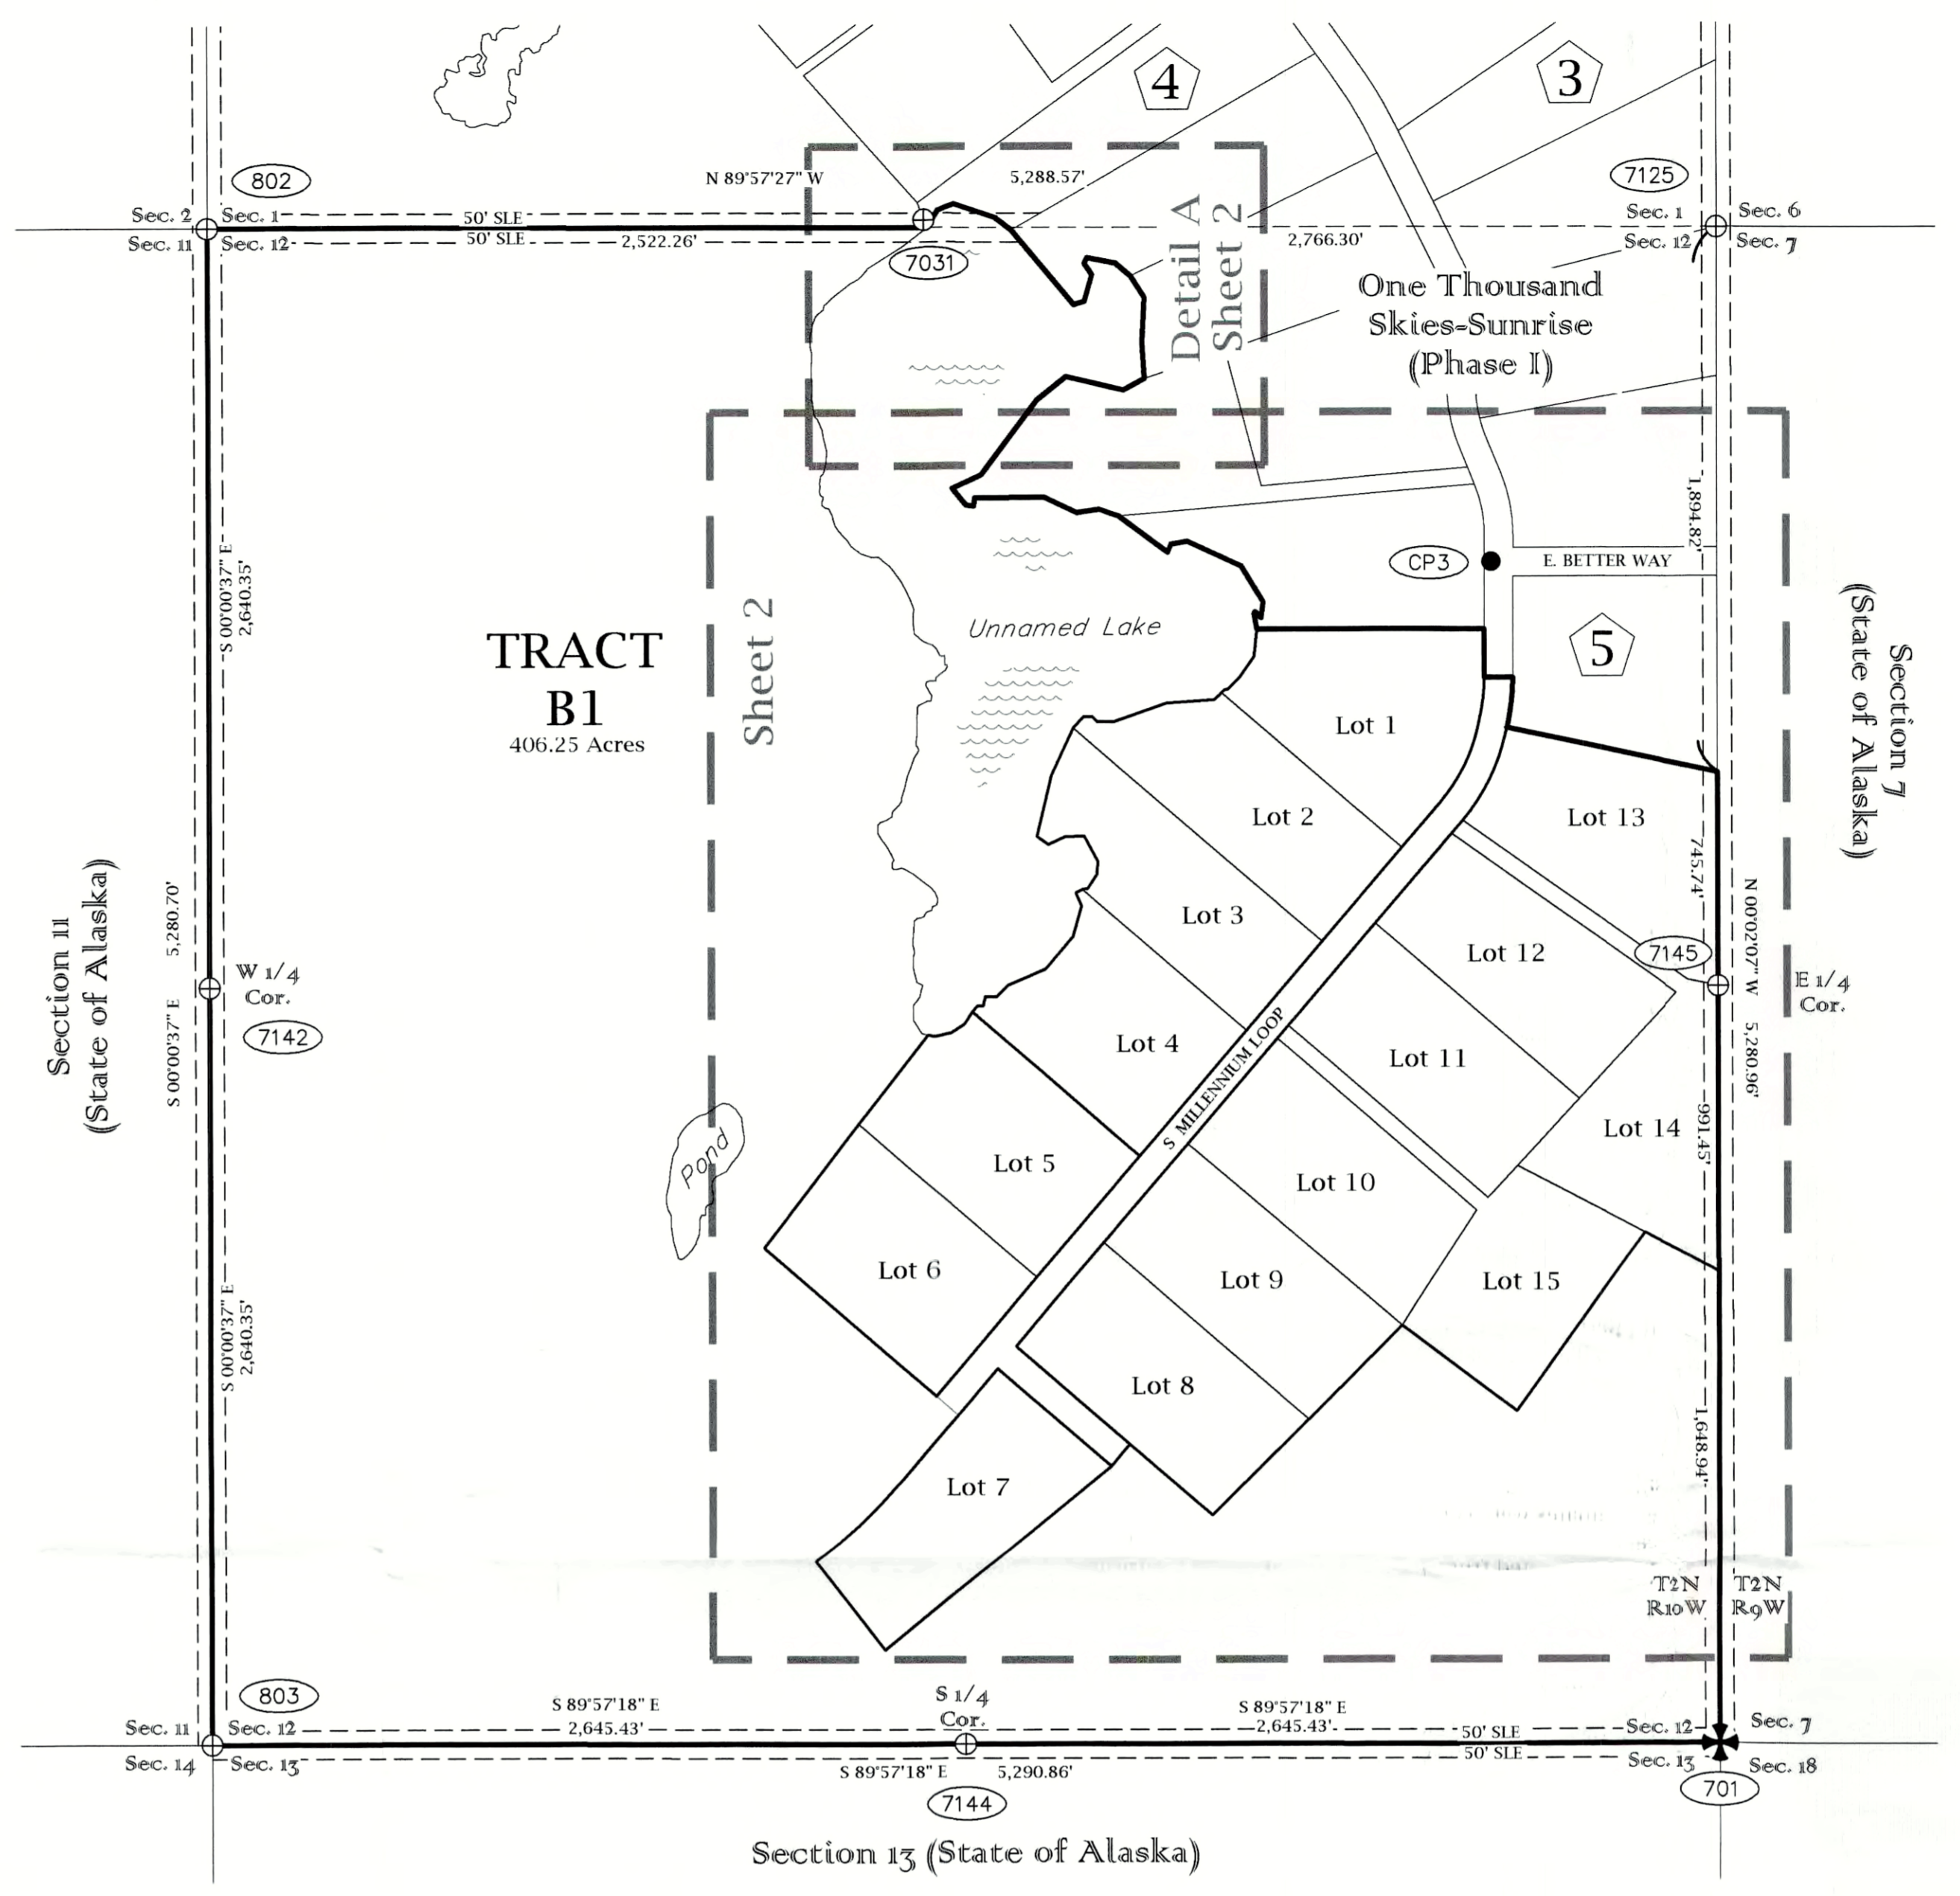 4
3
802
N 89°57'27" W
5,288.57'
7125
Sec. 2
Sec. 1
50' SLE
Sec. 1
Sec. 6
Sec. 11
Sec. 12
50' SLE
2,522.26'
7031
2,766.30'
Sec. 12
Sec. 7
Detail A
Sheet 2
One Thousand
Skies-Sunrise
(Phase I)
1,894.82'
S 00°00'37" E
2,640.35'
CP3
E. BETTER WAY
TRACT
B1
406.25 Acres
Sheet 2
Unnamed Lake
5
Section 7
(State of Alaska)
Lot 1
Lot 2
Lot 13
745.74'
Section 11
(State of Alaska)
5,280.70'
S 00°00'37" E
W 1/4
Cor.
7142
Lot 3
Lot 12
7145
N 00°02'07" W
5,280.96'
E 1/4
Cor.
Lot 4
S MILLENNIUM LOOP
Lot 11
Lot 14
991.45'
Pond
Lot 5
Lot 10
Lot 6
Lot 9
Lot 15
S 00°00'37" E
2,640.35'
Lot 8
Lot 7
1,648.94'
T2N
R10W
T2N
R9W
803
S 89°57'18" E
2,645.43'
S 1/4
Cor.
S 89°57'18" E
2,645.43'
Sec. 11
Sec. 12
50' SLE
Sec. 12
Sec. 7
Sec. 14
Sec. 13
S 89°57'18" E
5,290.86'
50' SLE
Sec. 13
Sec. 18
7144
701
Section 13 (State of Alaska)